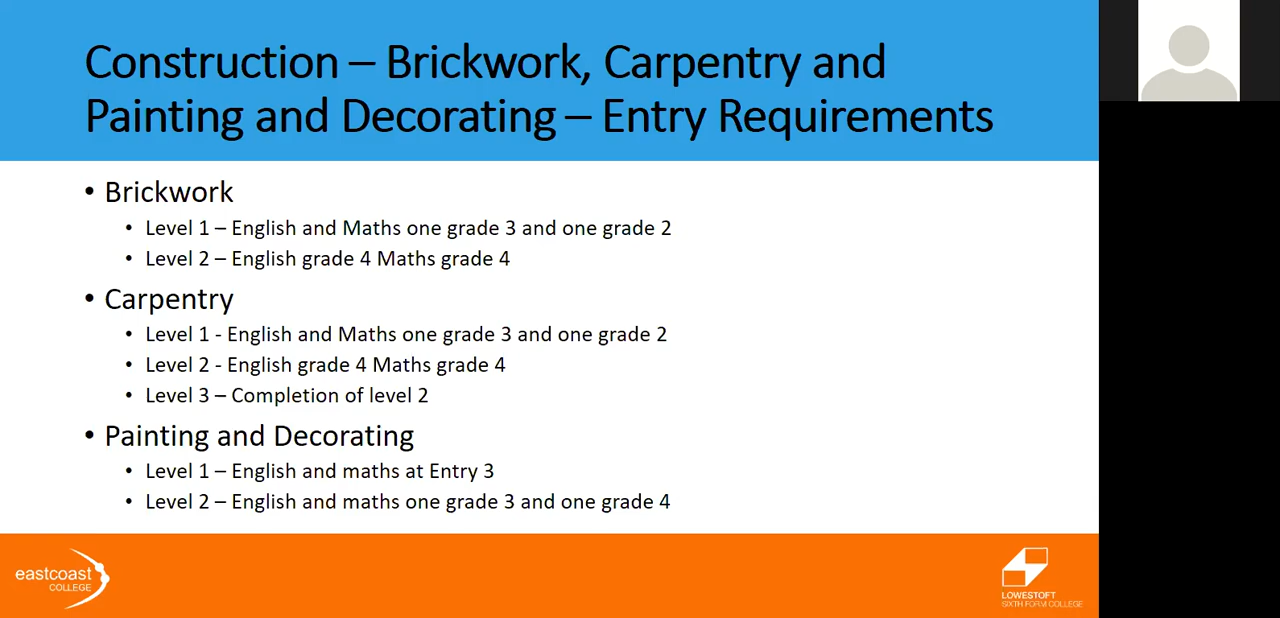 Construction – Brickwork, Carpentry and
Painting and Decorating – Entry Requirements
• Brickwork
• Level 1 – English and Maths one grade 3 and one grade 2
• Level 2 – English grade 4 Maths grade 4
• Carpentry
• Level 1 - English and Maths one grade 3 and one grade 2
• Level 2 - English grade 4 Maths grade 4
• Level 3 – Completion of level 2
• Painting and Decorating
• Level 1 – English and maths at Entry 3
• Level 2 – English and maths one grade 3 and one grade 4
eastcoast
COLLEGE
LOWESTOFT
SIXTH FORM COLLEGE